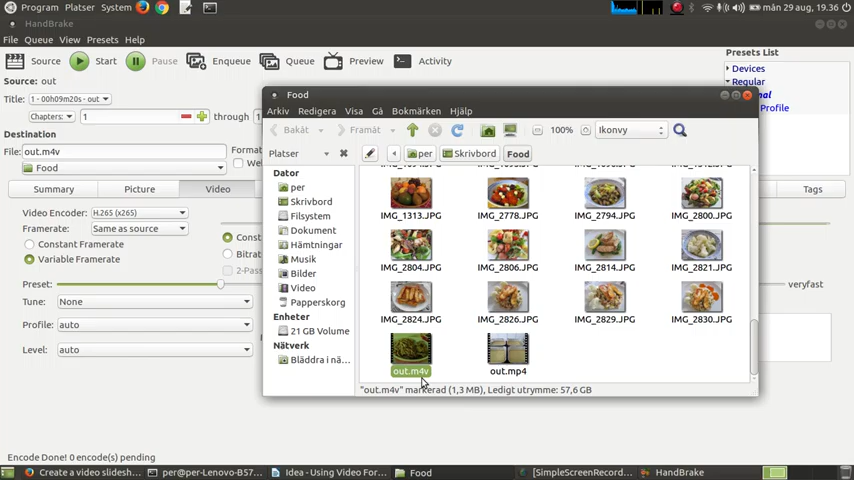 Program Platser System mån 29 aug, 19.36
HandBrake
File Queue View Presets Help
Source Start Pause Enqueue Queue Preview Activity
Presets List
Source: out
Devices
Regular
Title: 1 - 00h09m20s - out
Profile
Chapters: 1 through
Destination
File: out.m4v
Food
Summary Picture Video Tags
Video Encoder: H.265 (x265)
Framerate: Same as source
Constant Framerate
Variable Framerate
Bitrat
2-Pass
Preset: veryfast
Tune: None
Profile: auto
Level: auto
Encode Done! 0 encode(s) pending
Food
Arkiv Redigera Visa Gå Bokmärken Hjälp
Bakåt Framåt 100% Ikonvy
Platser per Skrivbord Food
Dator
per
Skrivbord
Filsystem
Dokument
Hämtningar
Musik
Bilder
Video
Papperskorg
Enheter
21 GB Volume
Nätverk
Bläddra i nä...
IMG_1313.JPG IMG_2778.JPG IMG_2794.JPG IMG_2800.JPG
IMG_2804.JPG IMG_2806.JPG IMG_2814.JPG IMG_2821.JPG
IMG_2824.JPG IMG_2826.JPG IMG_2829.JPG IMG_2830.JPG
out.m4v out.mp4
"out.m4v" markerad (1,3 MB), Ledigt utrymme: 57,6 GB
Create a video slidesh... per@per-Lenovo-B57... Idea - Using Video For... Food [SimpleScreenRecord... HandBrake